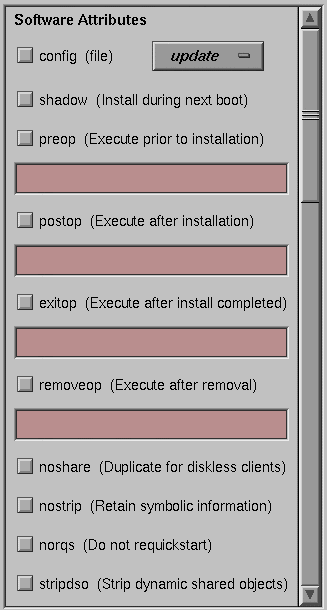 Software Attributes
config (file) update
shadow (Install during next boot)
preop (Execute prior to installation)
postop (Execute after installation)
exitop (Execute after install completed)
removeop (Execute after removal)
noshare (Duplicate for diskless clients)
nostrip (Retain symbolic information)
norqs (Do not requickstart)
stripdso (Strip dynamic shared objects)